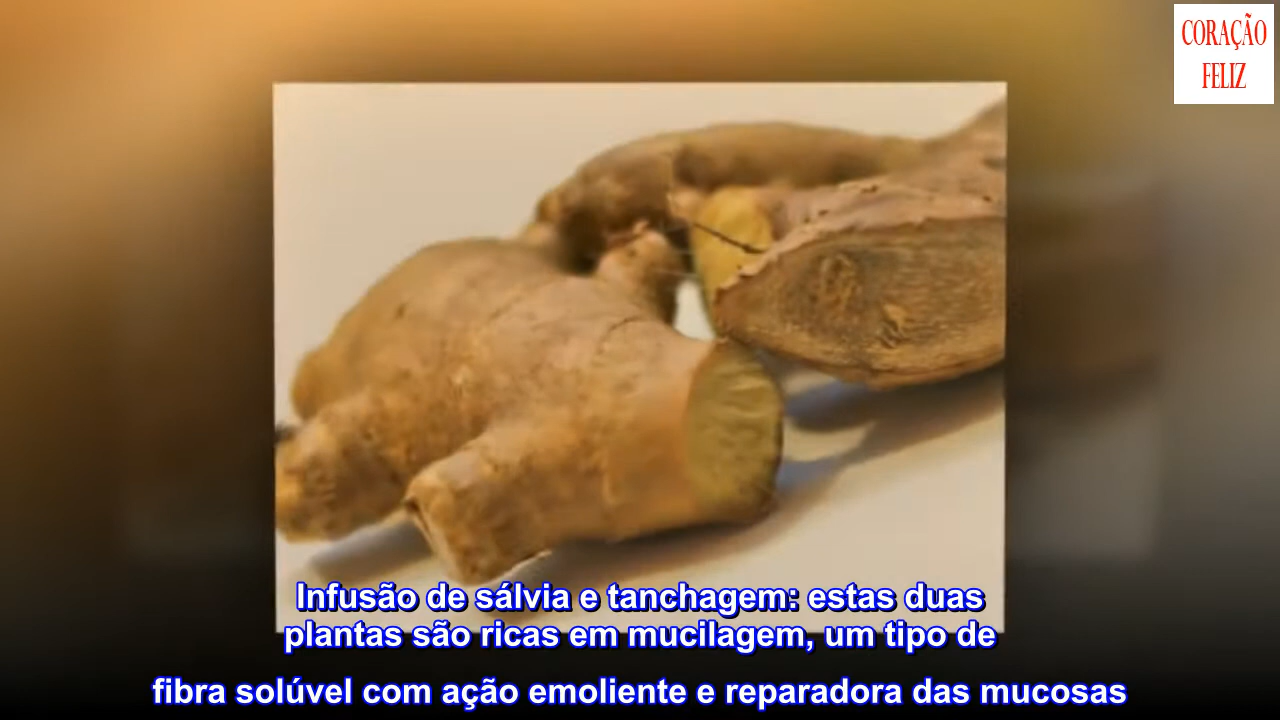 CORAÇÃO
FELIZ
Infusão de sálvia e tanchagem: estas duas
plantas são ricas em mucilagem, um tipo de
fibra solúvel com ação emoliente e reparadora das mucosas